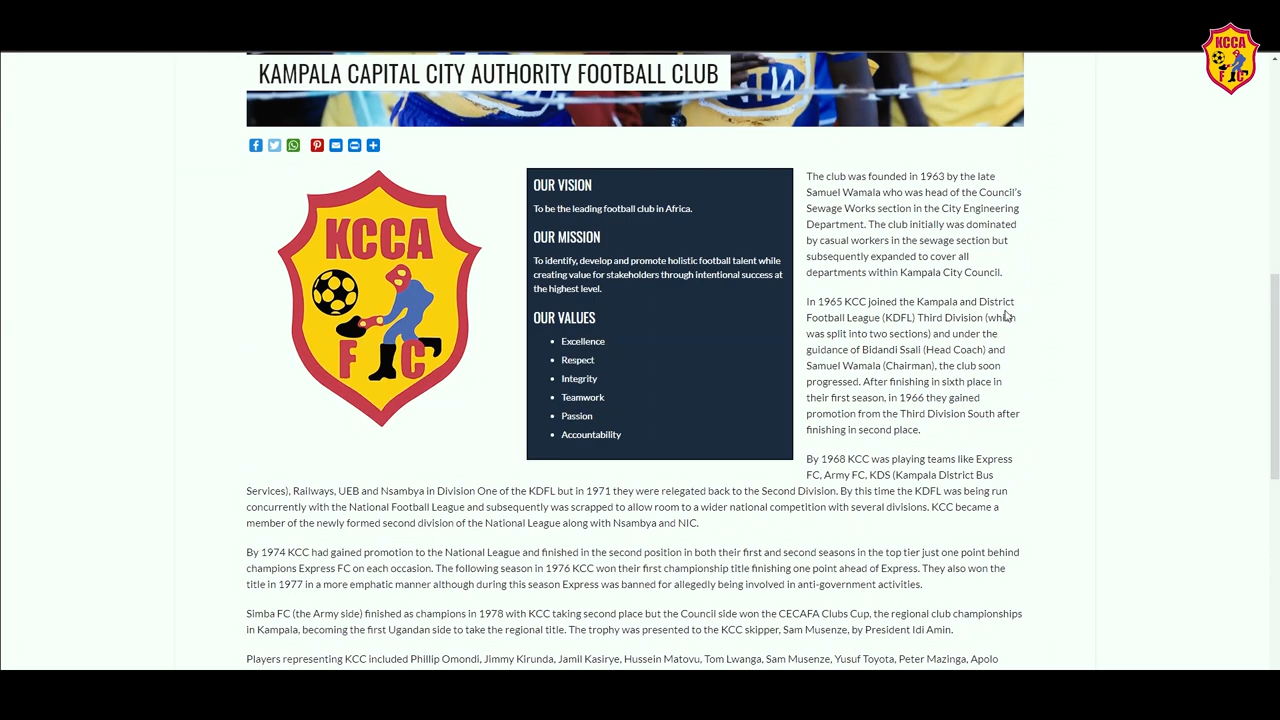 KCCA
F C
KAMPALA CAPITAL CITY AUTHORITY FOOTBALL CLUB
KCCA
F C
OUR VISION
To be the leading football club in Africa.
OUR MISSION
To identify, develop and promote holistic football talent while
creating value for stakeholders through intentional success at
the highest level.
OUR VALUES
• Excellence
• Respect
• Integrity
• Teamwork
• Passion
• Accountability
The club was founded in 1963 by the late
Samuel Wamala who was head of the Council's
Sewage Works section in the City Engineering
Department. The club initially was dominated
by casual workers in the sewage section but
subsequently expanded to cover all
departments within Kampala City Council.
In 1965 KCC joined the Kampala and District
Football League (KDFL) Third Division (which
was split into two sections) and under the
guidance of Bidandi Ssali (Head Coach) and
Samuel Wamala (Chairman), the club soon
progressed. After finishing in sixth place in
their first season, in 1966 they gained
promotion from the Third Division South after
finishing in second place.
By 1968 KCC was playing teams like Express
FC, Army FC, KDS (Kampala District Bus
Services), Railways, UEB and Nsambya in Division One of the KDFL but in 1971 they were relegated back to the Second Division. By this time the KDFL was being run
concurrently with the National Football League and subsequently was scrapped to allow room to a wider national competition with several divisions. KCC became a
member of the newly formed second division of the National League along with Nsambya and NIC.
By 1974 KCC had gained promotion to the National League and finished in the second position in both their first and second seasons in the top tier just one point behind
champions Express FC on each occasion. The following season in 1976 KCC won their first championship title finishing one point ahead of Express. They also won the
title in 1977 in a more emphatic manner although during this season Express was banned for allegedly being involved in anti-government activities.
Simba FC (the Army side) finished as champions in 1978 with KCC taking second place but the Council side won the CECAFA Clubs Cup, the regional club championships
in Kampala, becoming the first Ugandan side to take the regional title. The trophy was presented to the KCC skipper, Sam Musenze, by President Idi Amin.
Players representing KCC included Phillip Omondi, Jimmy Kirunda, Jamil Kasirye, Hussein Matovu, Tom Lwanga, Sam Musenze, Yusuf Toyota, Peter Mazinga, Apolo